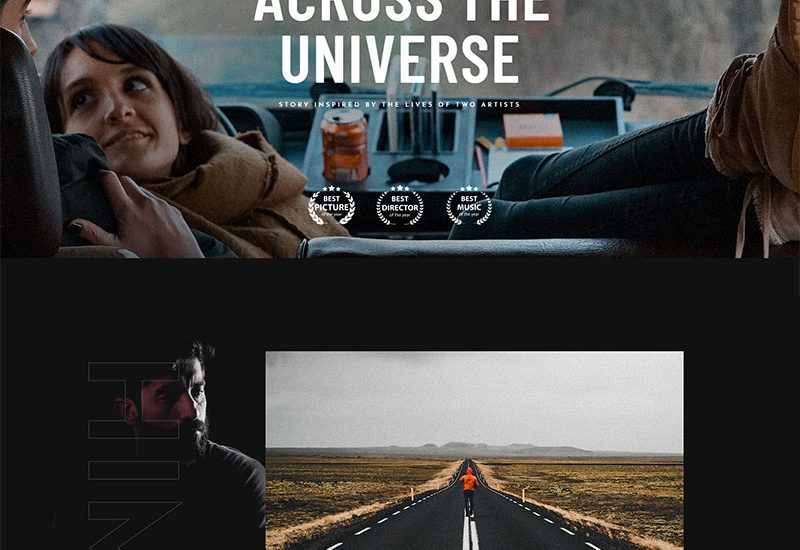 ACROSS THE
UNIVERSE
STORY INSPIRED BY THE LIVES OF TWO ARTISTS
BEST
PICTURE
of the year
BEST
DIRECTOR
of the year
BEST
MUSIC
of the year